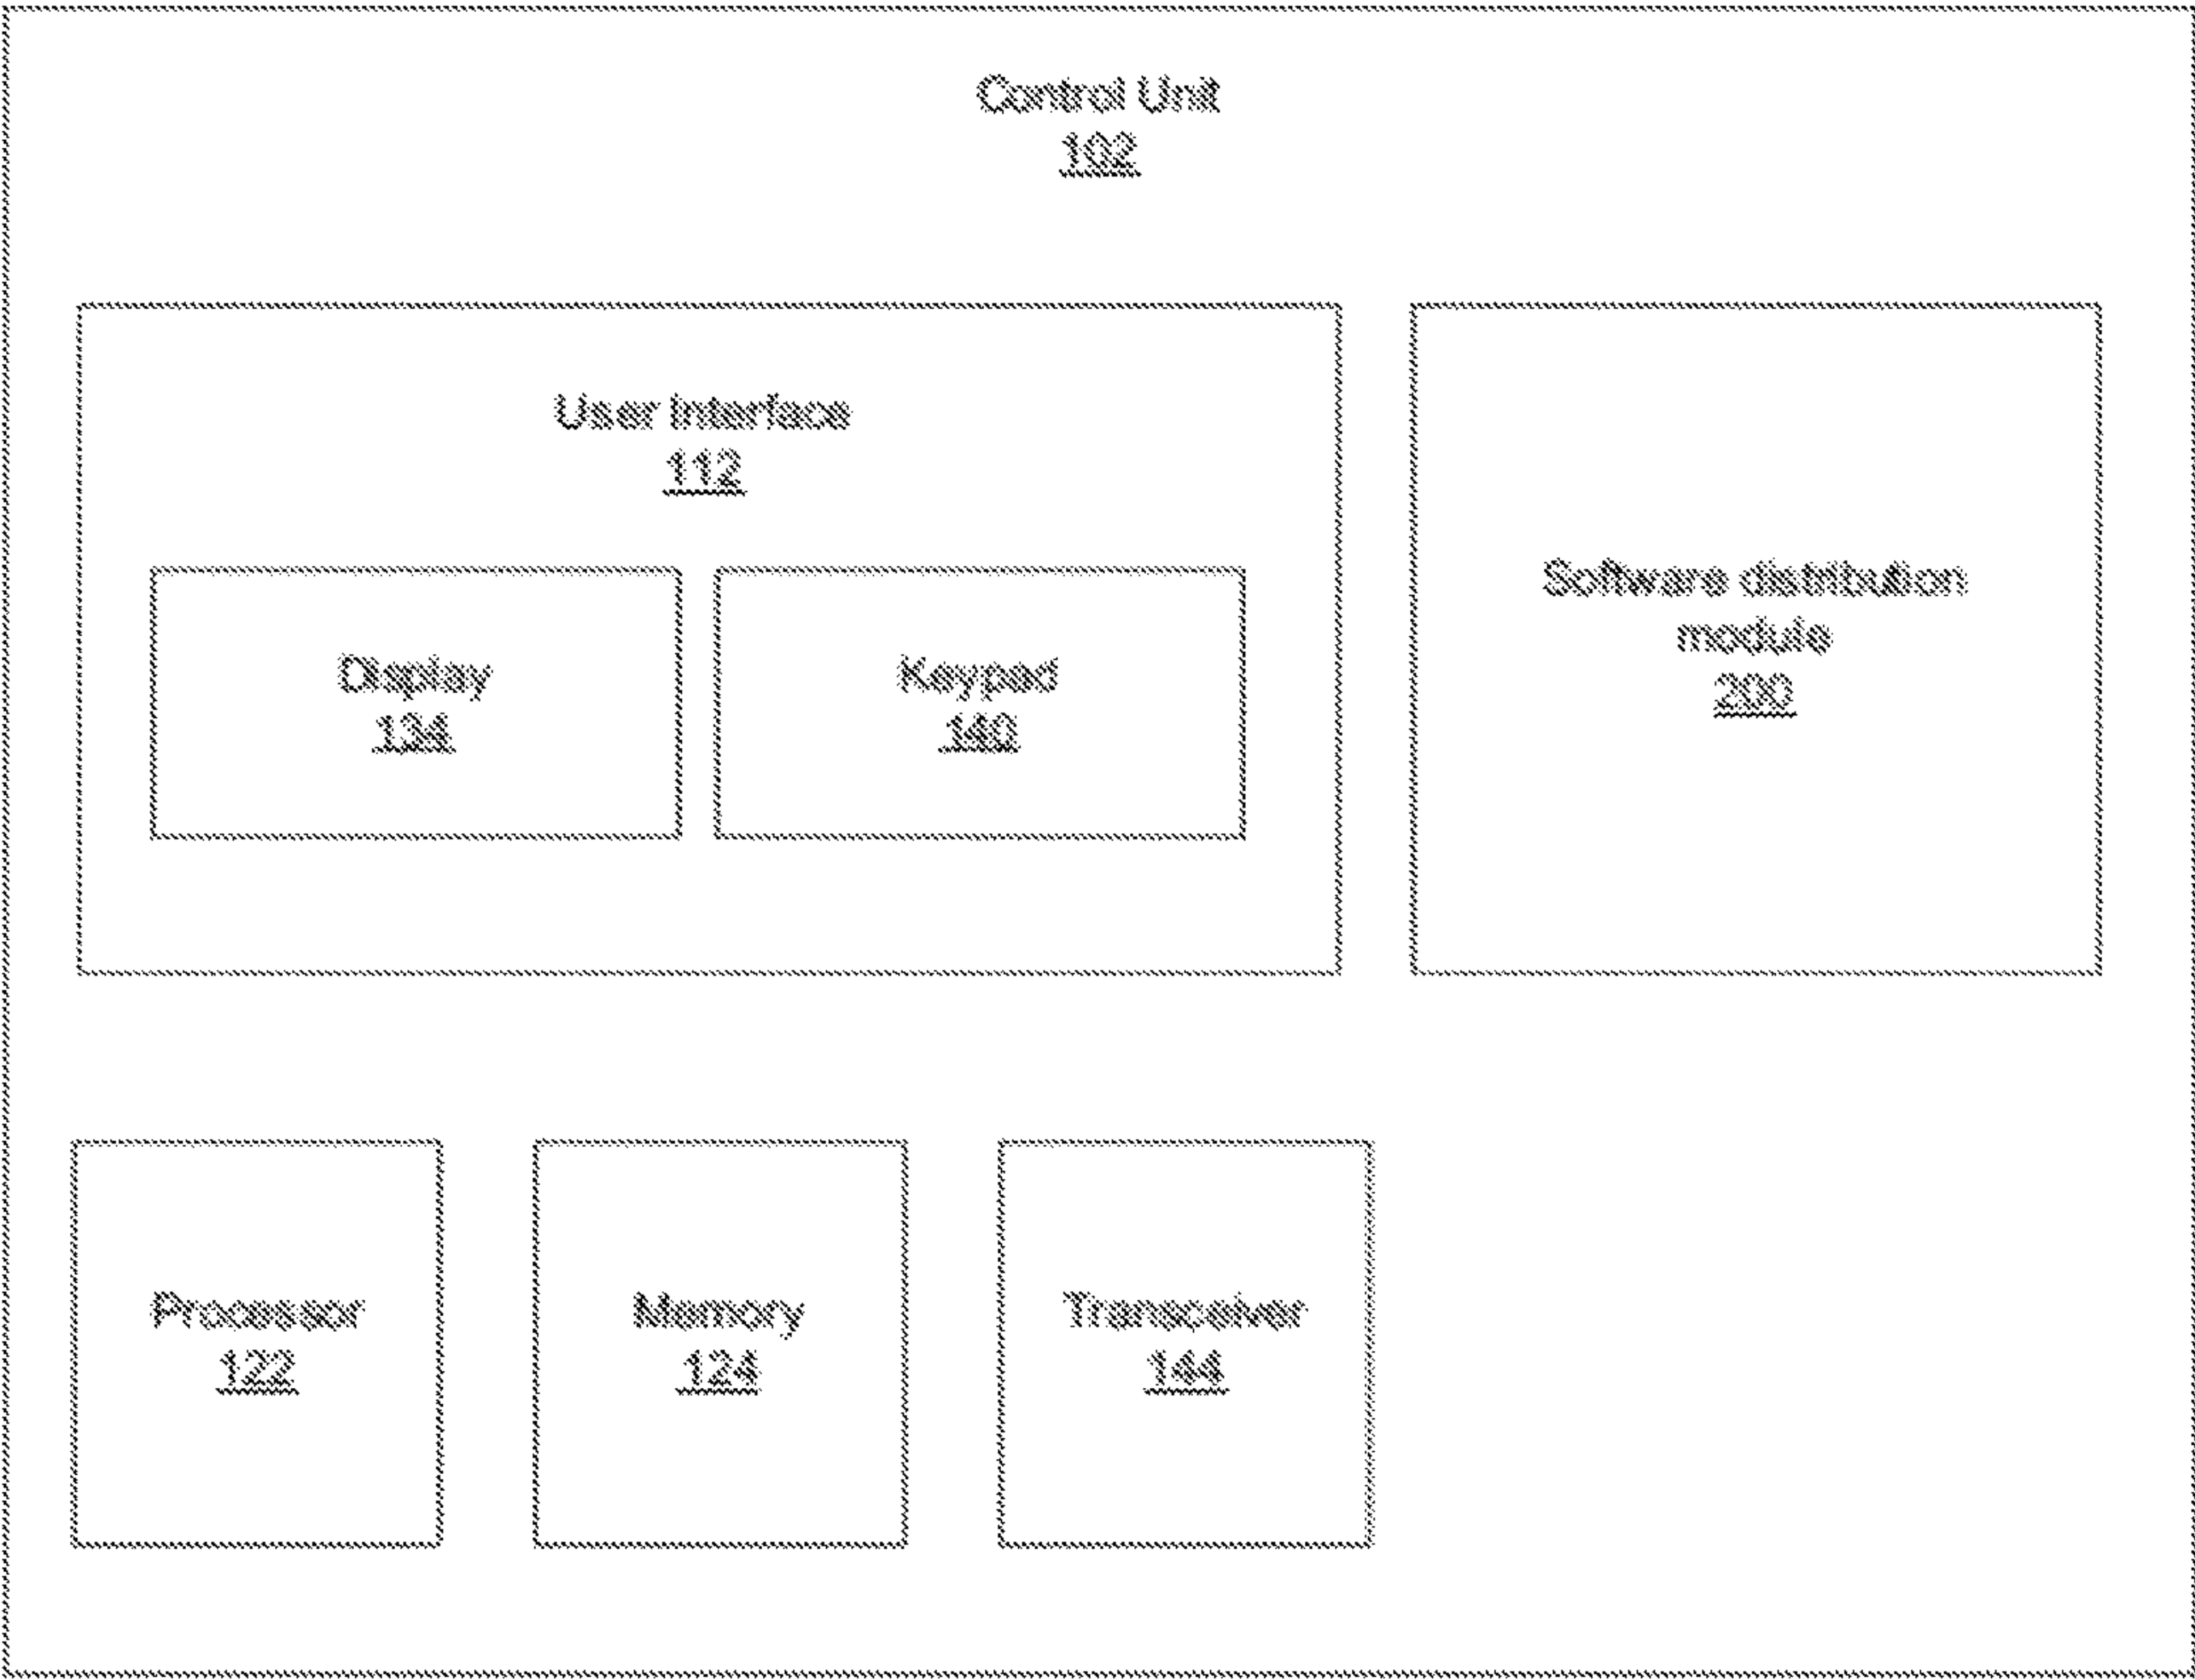 Control Unit
102
User Interface
112
Display
134
Keypad
140
Software distribution
module
200
Processor
122
Memory
124
Transceiver
144